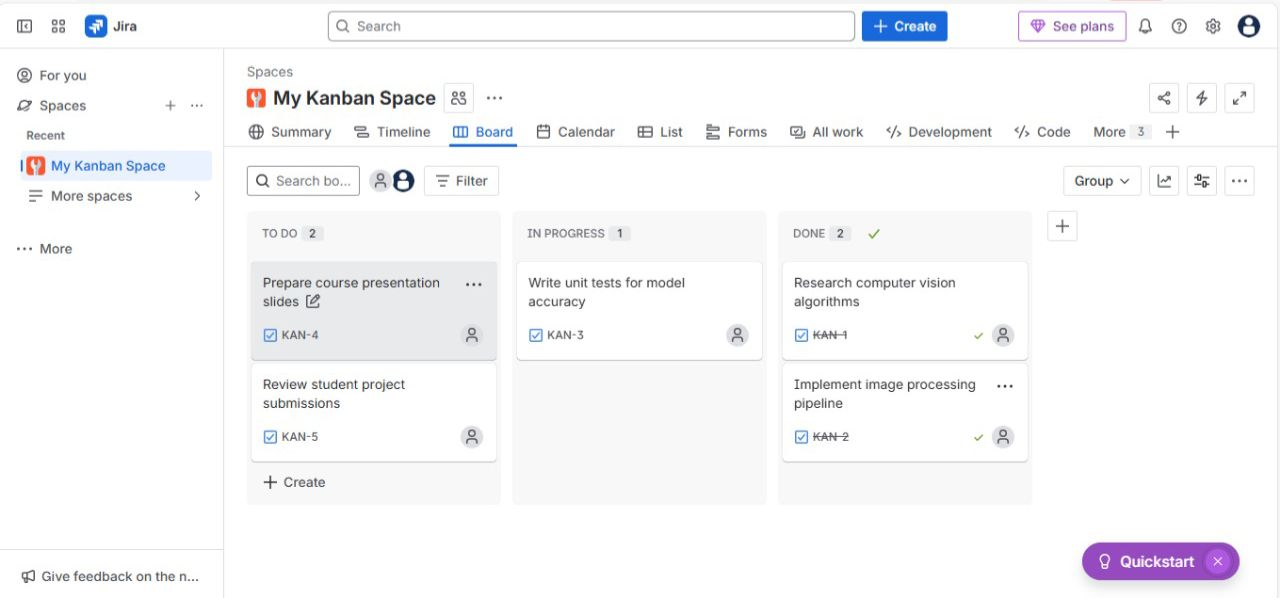 Jira
Search
+ Create
See plans
For you
Spaces
Recent
My Kanban Space
More spaces
More
Give feedback on the n...
Spaces
My Kanban Space
Summary
Timeline
Board
Calendar
List
Forms
All work
Development
Code
More 3
Search bo...
Filter
Group
TO DO 2
Prepare course presentation
slides
KAN-4
Review student project
submissions
KAN-5
+ Create
IN PROGRESS 1
Write unit tests for model
accuracy
KAN-3
DONE 2
Research computer vision
algorithms
KAN-1
Implement image processing
pipeline
KAN-2
Quickstart